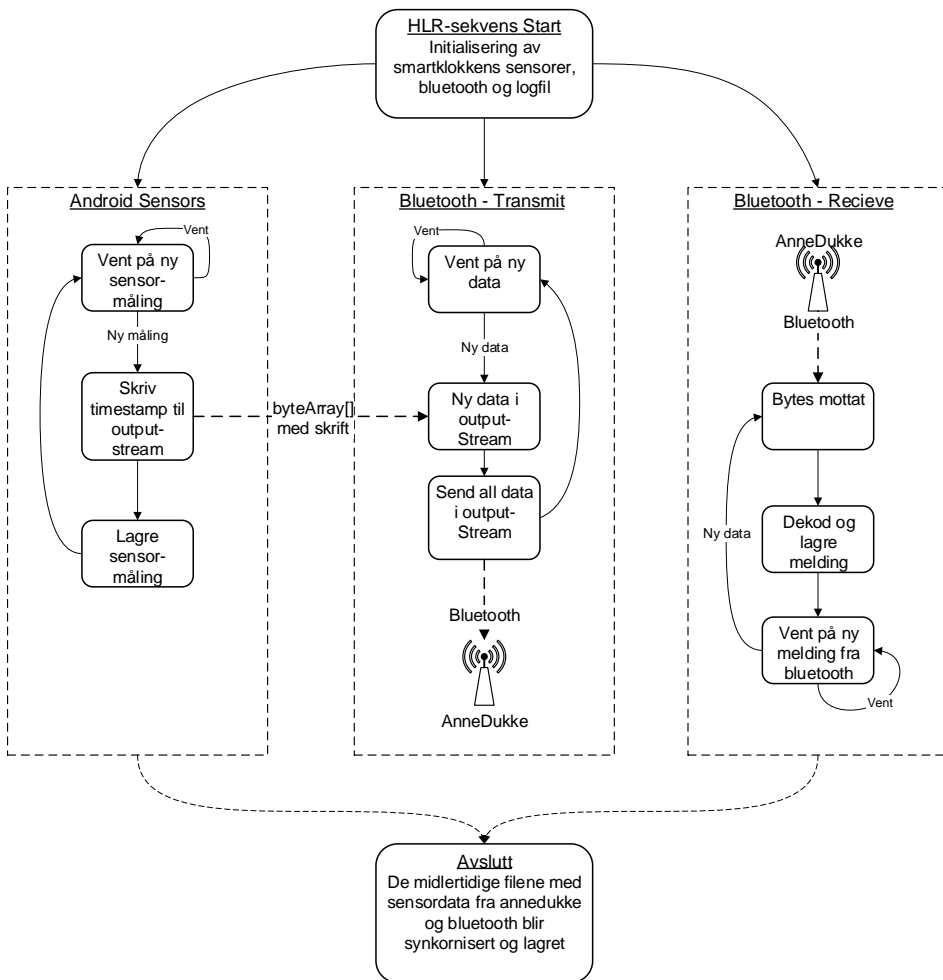 HLR-sekvens Start
Initialisering av
smartklokkens sensorer,
bluetooth og logfil
Android Sensors
Vent
Vent på ny
sensor-
måling
Ny måling
Skriv
timestamp til
output-
stream
Lagre
sensor-
måling
byteArray[]
med skrift
Bluetooth - Transmit
Vent
Vent på ny
data
Ny data
Ny data i
output-
Stream
Send all data
i output-
Stream
Bluetooth
AnneDukke
Bluetooth - Recieve
AnneDukke
Bluetooth
Bytes mottat
Ny data
Dekod og
lagre
melding
Vent på ny
melding fra
bluetooth
Vent
Avslutt
De midlertidige filene med
sensordata fra annedukke
og bluetooth blir
synkornisert og lagret